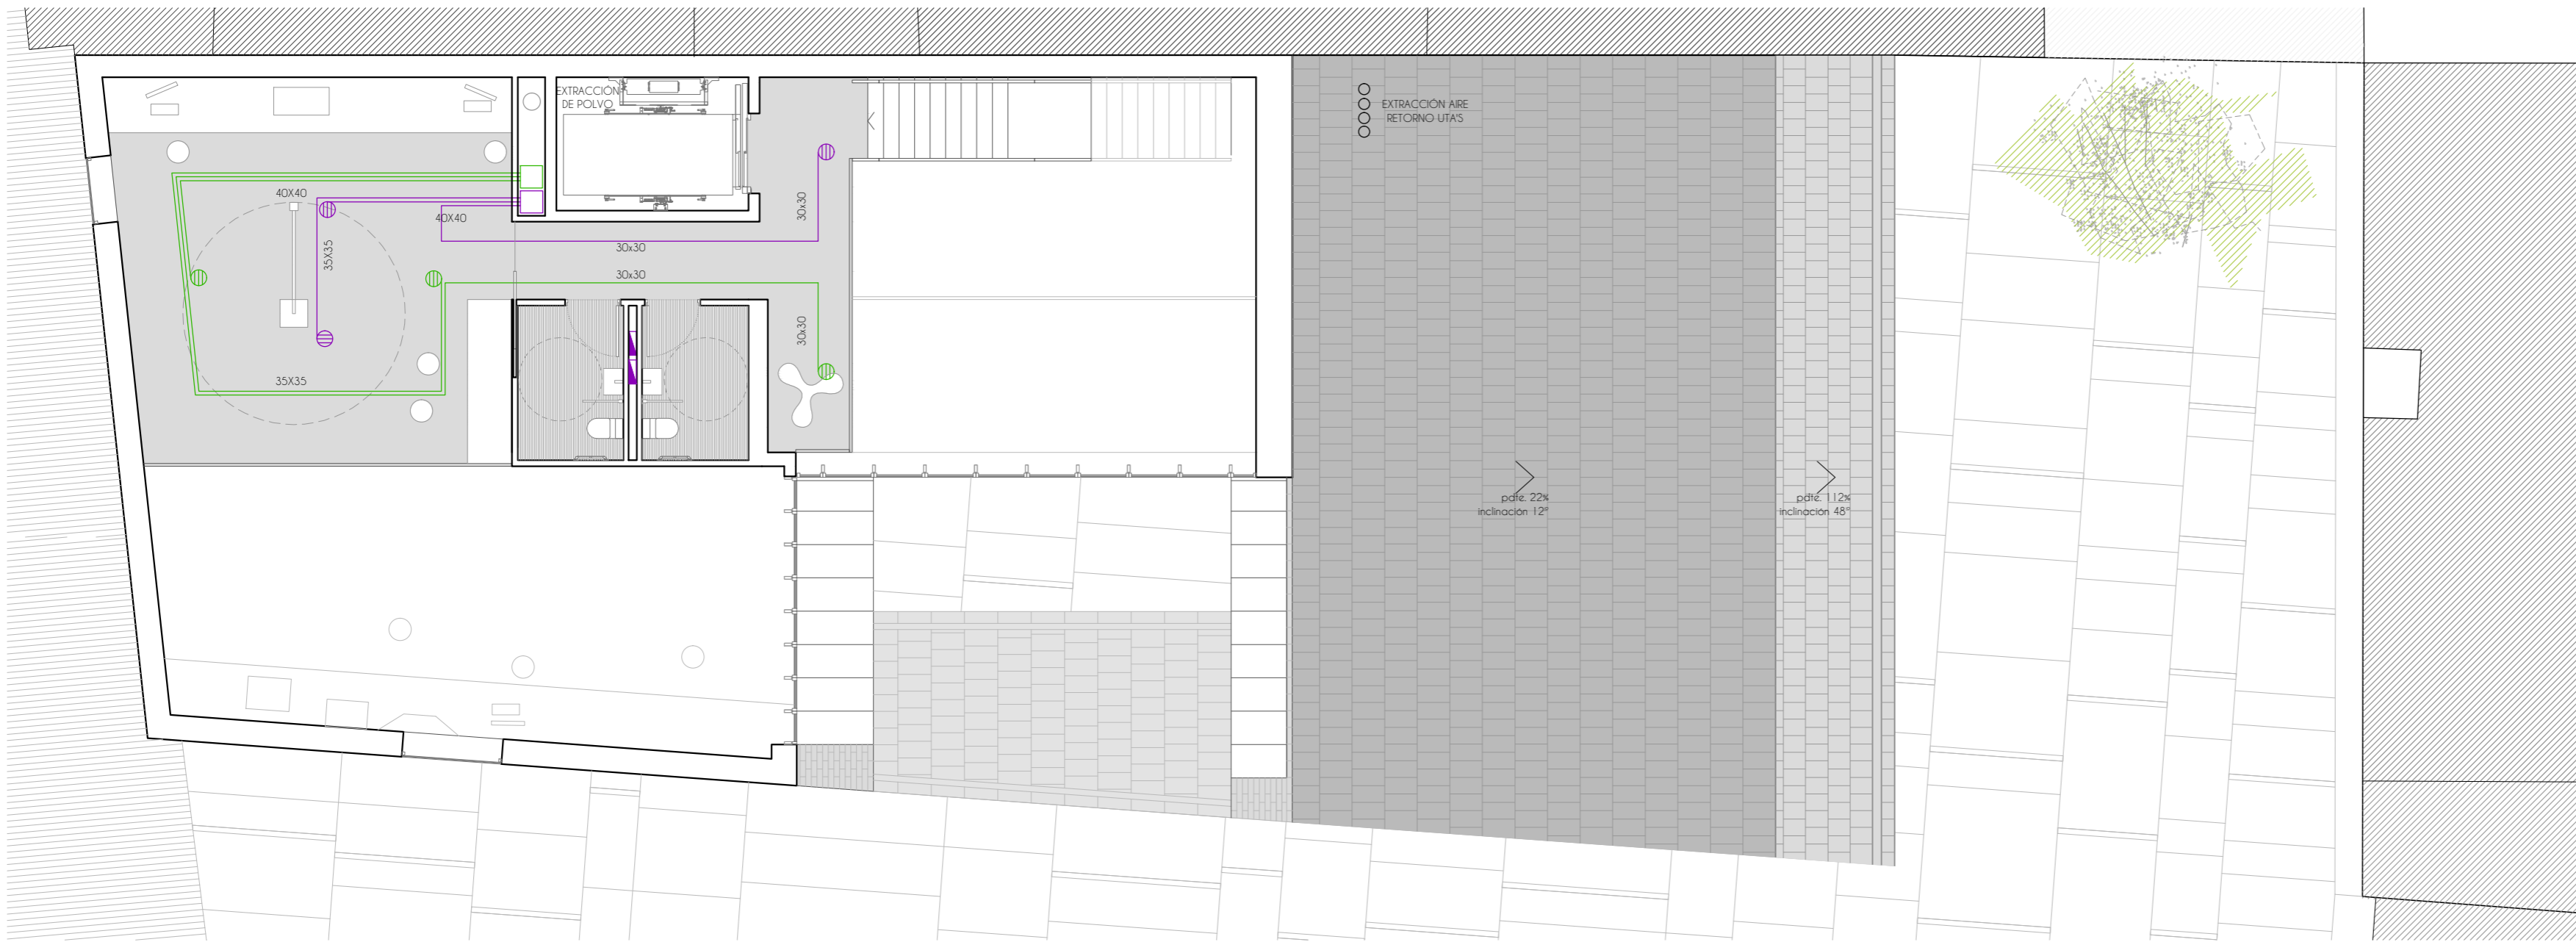 EXTRACCIÓN
DE POLVO
EXTRACCIÓN AIRE
RETORNO UTA'S
40X40
40X40
35X35
30x30
30x30
30x30
30x30
35X35
pdte. 22%
inclinación 12º
pdte. 112%
inclinación 48º